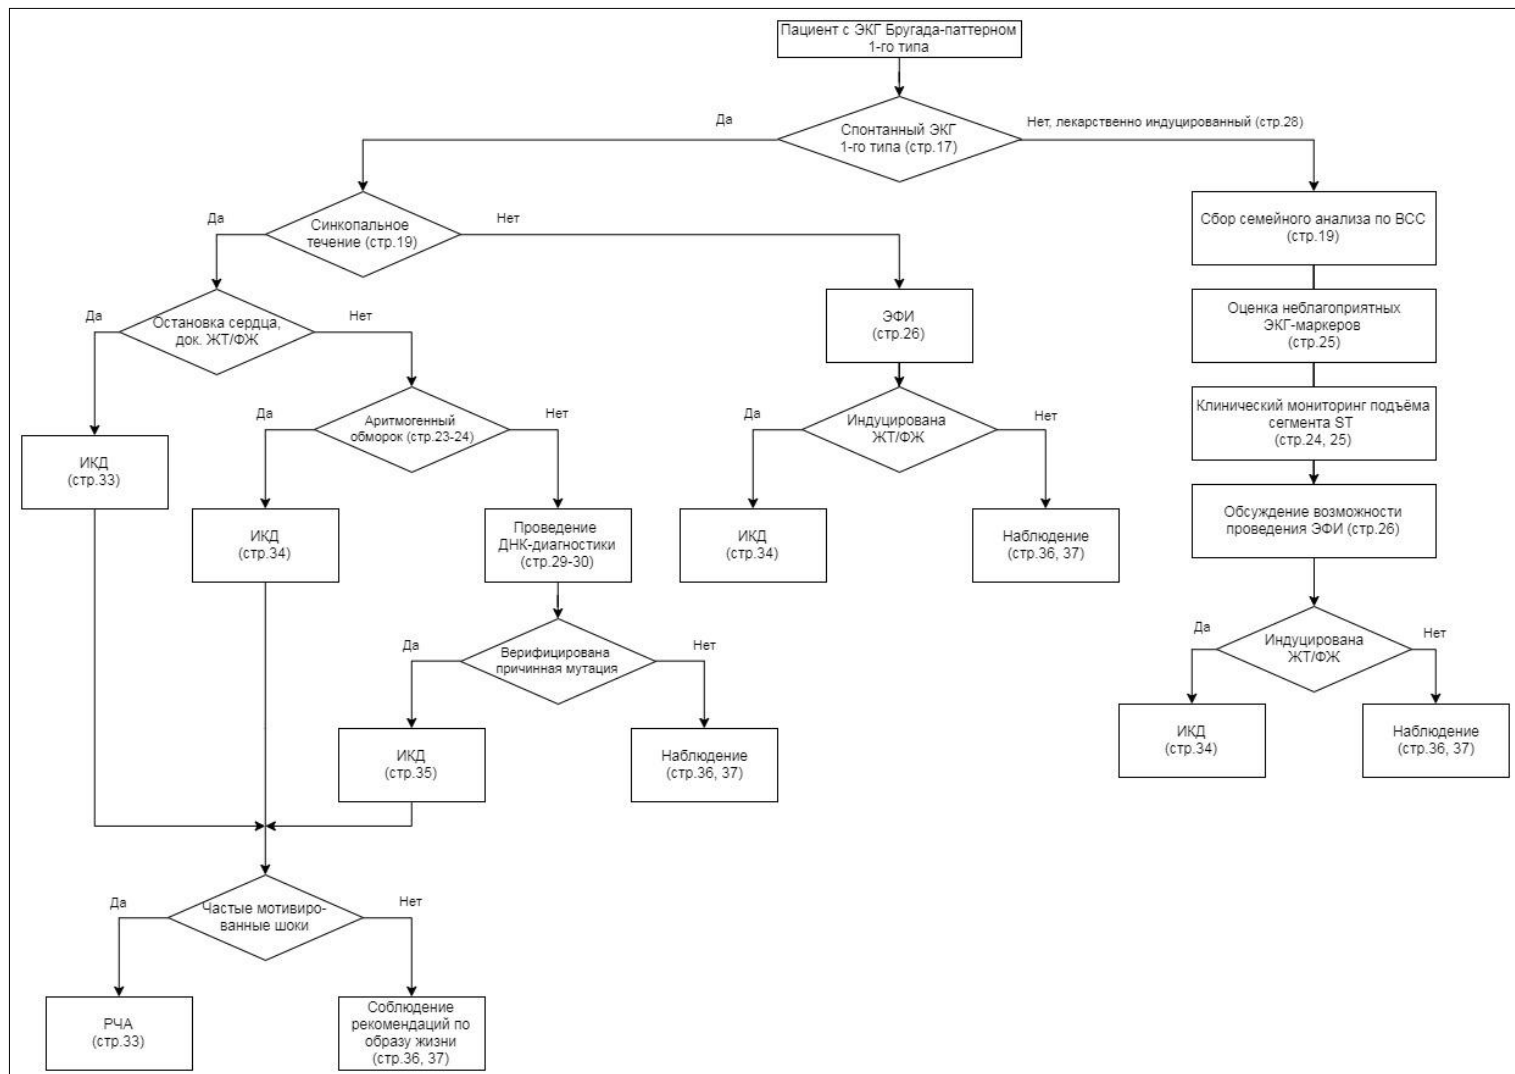 Пациент с ЭКГ Бругада-паттерном
1-го типа
Да
Спонтанный ЭКГ
1-го типа (стр.17)
Нет, лекарственно индуцированный (стр.28)
Да
Синкопальное
течение (стр.19)
Нет
Сбор семейного анализа по ВСС
(стр.19)
Да
Остановка сердца,
док. ЖТ/ФЖ
Нет
ЭФИ
(стр.26)
Оценка неблагоприятных
ЭКГ-маркеров
(стр.25)
Да
Аритмогенный
обморок (стр.23-24)
Нет
Да
Индуцирована
ЖТ/ФЖ
Нет
Клинический мониторинг подъёма
сегмента ST
(стр.24, 25)
ИКД
(стр.33)
ИКД
(стр.34)
Проведение
ДНК-диагностики
(стр.29-30)
ИКД
(стр.34)
Наблюдение
(стр.36, 37)
Обсуждение возможности
проведения ЭФИ (стр.26)
Да
Верифицирована
причинная мутация
Нет
Да
Индуцирована
ЖТ/ФЖ
Нет
ИКД
(стр.35)
Наблюдение
(стр.36, 37)
ИКД
(стр.34)
Наблюдение
(стр.36, 37)
Да
Частые мотивиро-
ванные шоки
Нет
РЧА
(стр.33)
Соблюдение
рекомендаций по
образу жизни
(стр.36, 37)